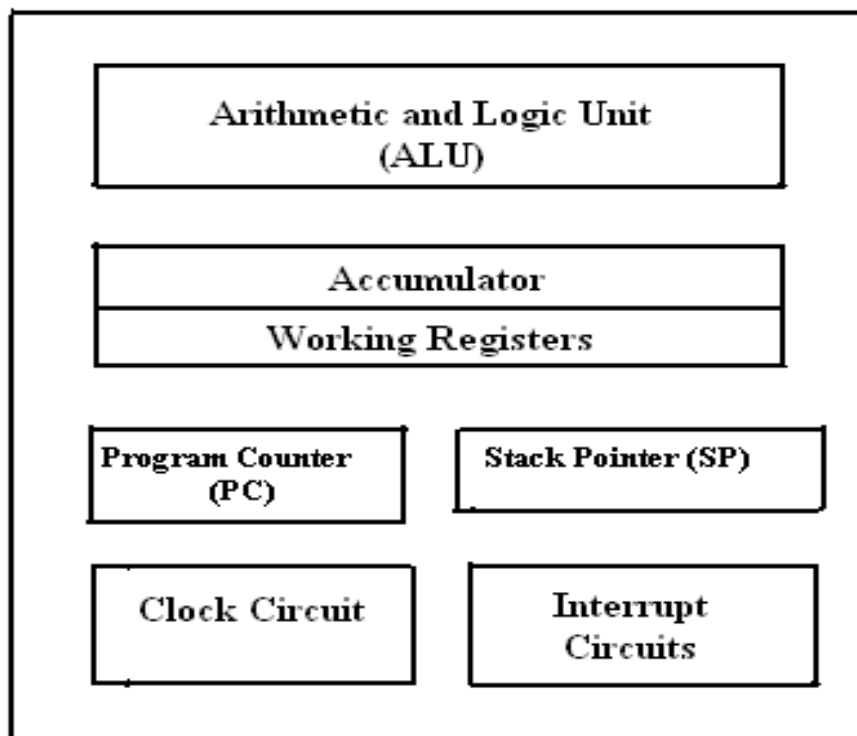 Arithmetic and Logic Unit
(ALU)
Accumulator
Working Registers
Program Counter
(PC)
Stack Pointer (SP)
Clock Circuit
Interrupt
Circuits